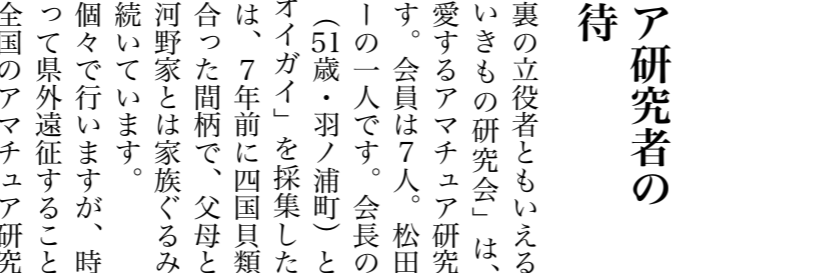 ア研究者の
待
裏の立役者ともいえる
いきもの研究会」は、
愛するアマチュア研究
す。会員は７人。松田
ーの一人です。会長の
（51歳・羽ノ浦町）と
オイガイ」を採集した
は、７年前に四国貝類
合った間柄で、父母と
河野家とは家族ぐるみ
続いています。
個々で行いますが、時
って県外遠征すること
全国のアマチュア研究